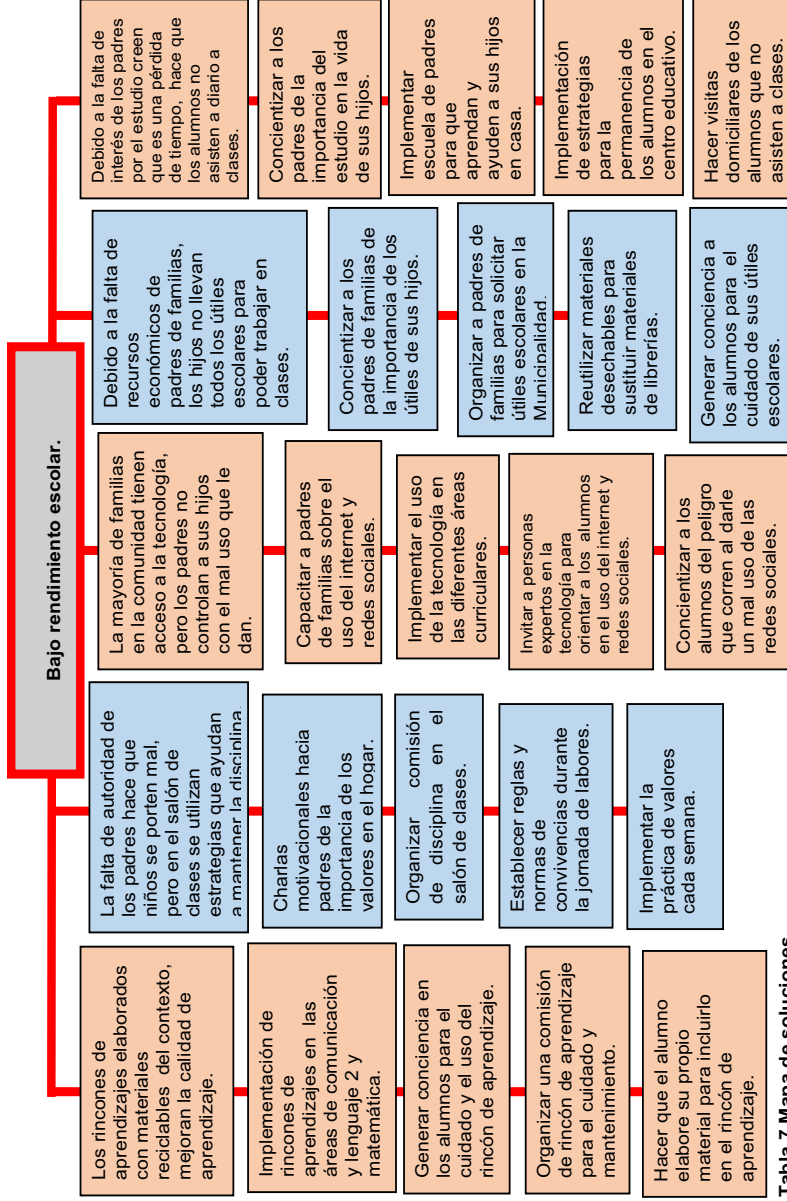 Bajo rendimiento escolar.
Los rincones de
aprendizajes elaborados
con materiales
reciclables del contexto,
mejoran la calidad de
aprendizaje.
Implementación de
rincones de
aprendizajes en las
áreas de comunicación
y lenguaje 2 y
matemática.
Generar conciencia en
los alumnos para el
cuidado y el uso del
rincón de aprendizaje.
Organizar una comisión
de rincón de aprendizaje
para el cuidado y
mantenimiento.
Hacer que el alumno
elabore su propio
material para incluirlo
en el rincón de
aprendizaje.
La falta de autoridad de
los padres hace que
niños se porten mal,
pero en el salón de
clases se utilizan
estrategias que ayudan
a mantener la disciplina.
Charlas
motivacionales hacia
padres de la
importancia de los
valores en el hogar.
Organizar comisión
de disciplina en el
salón de clases.
Establecer reglas y
normas de
convivencias durante
la jornada de labores.
Implementar la
práctica de valores
cada semana.
La mayoría de familias
en la comunidad tienen
acceso a la tecnología,
pero los padres no
controlan a sus hijos
con el mal uso que le
dan.
Capacitar a padres
de familias sobre el
uso del internet y
redes sociales.
Implementar el uso
de la tecnología en
las diferentes áreas
curriculares.
Invitar a personas
expertos en la
tecnología para
orientar a los alumnos
en el uso del internet y
redes sociales.
Concientizar a los
alumnos del peligro
que corren al darle
un mal uso de las
redes sociales.
Debido a la falta de
recursos
económicos de
padres de familias,
los hijos no llevan
todos los útiles
escolares para
poder trabajar en
clases.
Concientizar a los
padres de familias de
la importancia de los
útiles de sus hijos.
Organizar a padres de
familias para solicitar
útiles escolares en la
Municipalidad.
Reutilizar materiales
desechables para
sustituir materiales
de librerías.
Generar conciencia a
los alumnos para el
cuidado de sus útiles
escolares.
Debido a la falta de
interés de los padres
por el estudio creen
que es una pérdida
de tiempo, hace que
los alumnos no
asisten a diario a
clases.
Concientizar a los
padres de la
importancia del
estudio en la vida
de sus hijos.
Implementar
escuela de padres
para que
aprendan y
ayuden a sus hijos
en casa.
Implementación
de estrategias
para la
permanencia de
los alumnos en el
centro educativo.
Hacer visitas
domiciliares de los
alumnos que no
asisten a clases.
Tabla 7 Mapa de soluciones